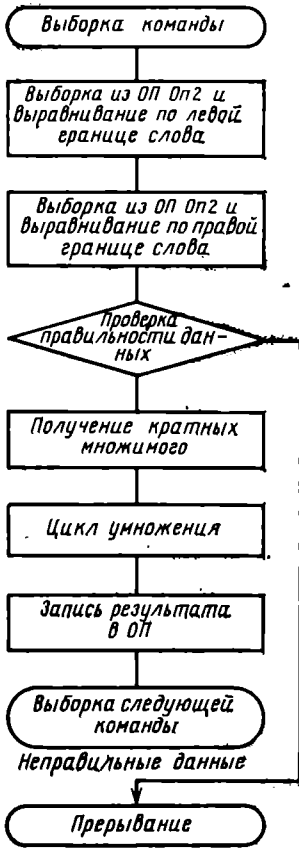 Выборка команды
Выборка из ОП Оп2 и
выравнивание по левой
границе слова
Выборка из ОП Оп2 и
выравнивание по правой
границе слова
Проверка
правильности дан-
ных
Получение кратных
множимого
Цикл умножения
Запись результата
в ОП
Выборка следующей
команды
Неправильные данные
Прерывание